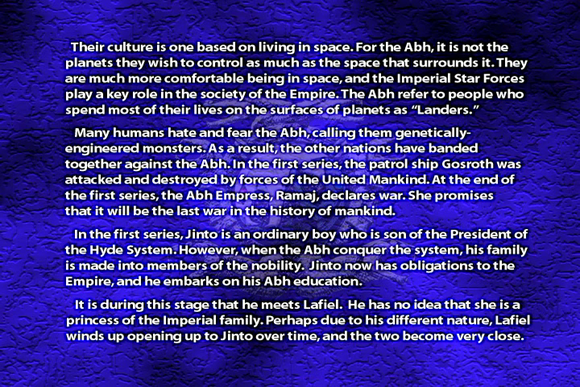 Their culture is one based on living in space. For the Abh, it is not the
planets they wish to control as much as the space that surrounds it. They
are much more comfortable being in space, and the Imperial Star Forces
play a key role in the society of the Empire. The Abh refer to people who
spend most of their lives on the surfaces of planets as “Landers.”
Many humans hate and fear the Abh, calling them genetically-
engineered monsters. As a result, the other nations have banded
together against the Abh. In the first series, the patrol ship Gosroth was
attacked and destroyed by forces of the United Mankind. At the end of
the first series, the Abh Empress, Ramaj, declares war. She promises
that it will be the last war in the history of mankind.
In the first series, Jinto is an ordinary boy who is son of the President of
the Hyde System. However, when the Abh conquer the system, his family
is made into members of the nobility. Jinto now has obligations to the
Empire, and he embarks on his Abh education.
It is during this stage that he meets Lafiel. He has no idea that she is a
princess of the Imperial family. Perhaps due to his different nature, Lafiel
winds up opening up to Jinto over time, and the two become very close.